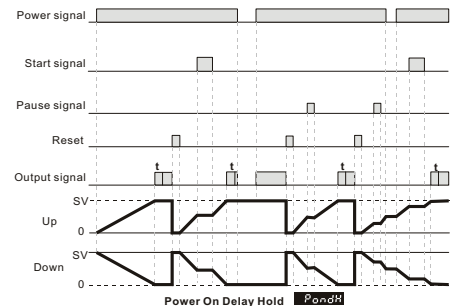 Power signal
Start signal
Pause signal
Reset
Output signal
t t t t
SV
Up
0
SV
Down
0
Power On Delay Hold PondH